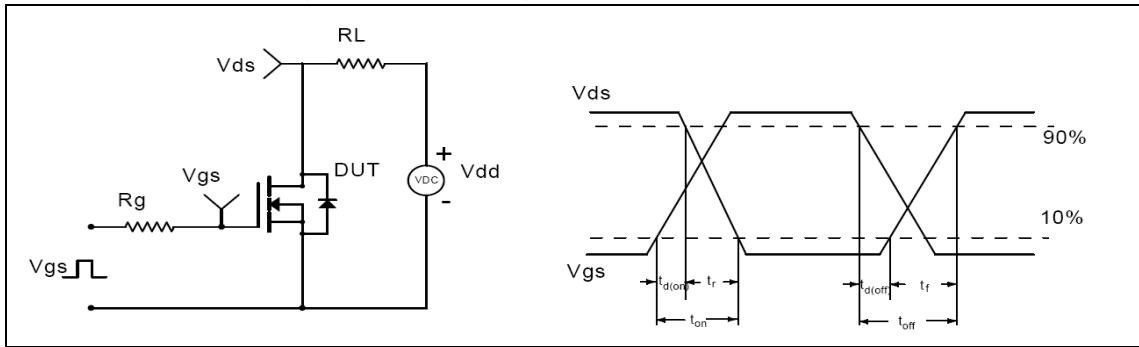 RL
Vds
Vgs
DUT
+
Vdd
VDC
-
Rg
Vgs
Vds
90%
10%
Vgs
td(on)
tr
td(off)
tf
ton
toff